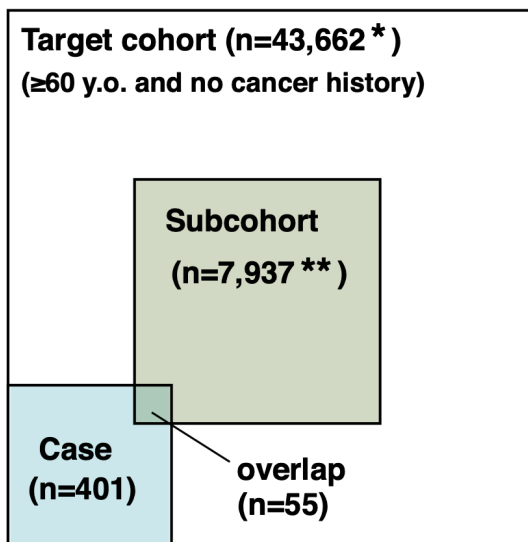 Target cohort (n=43,662*)
(≥60 y.o. and no cancer history)
Subcohort
(n=7,937**)
Case
(n=401)
overlap
(n=55)